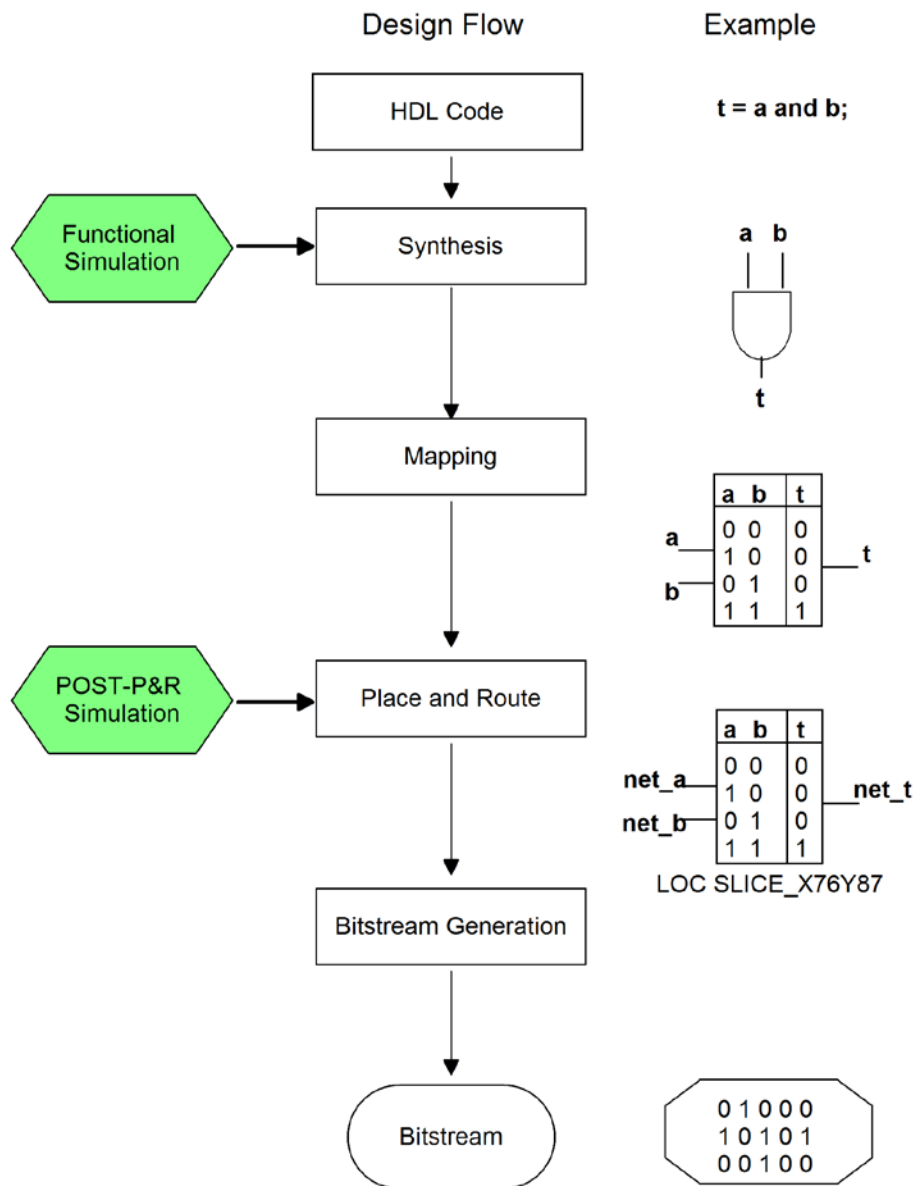 Design Flow Example
HDL Code
t = a and b;
Functional
Simulation
Synthesis
a b
t
Mapping
a b t
0 0 0
1 0 0
0 1 0
1 1 1
a
b
t
POST-P&R
Simulation
Place and Route
a b t
0 0 0
1 0 0
0 1 0
1 1 1
net_a
net_b
net_t
LOC SLICE_X76Y87
Bitstream Generation
Bitstream
0 1 0 0 0
1 0 1 0 1
0 0 1 0 0